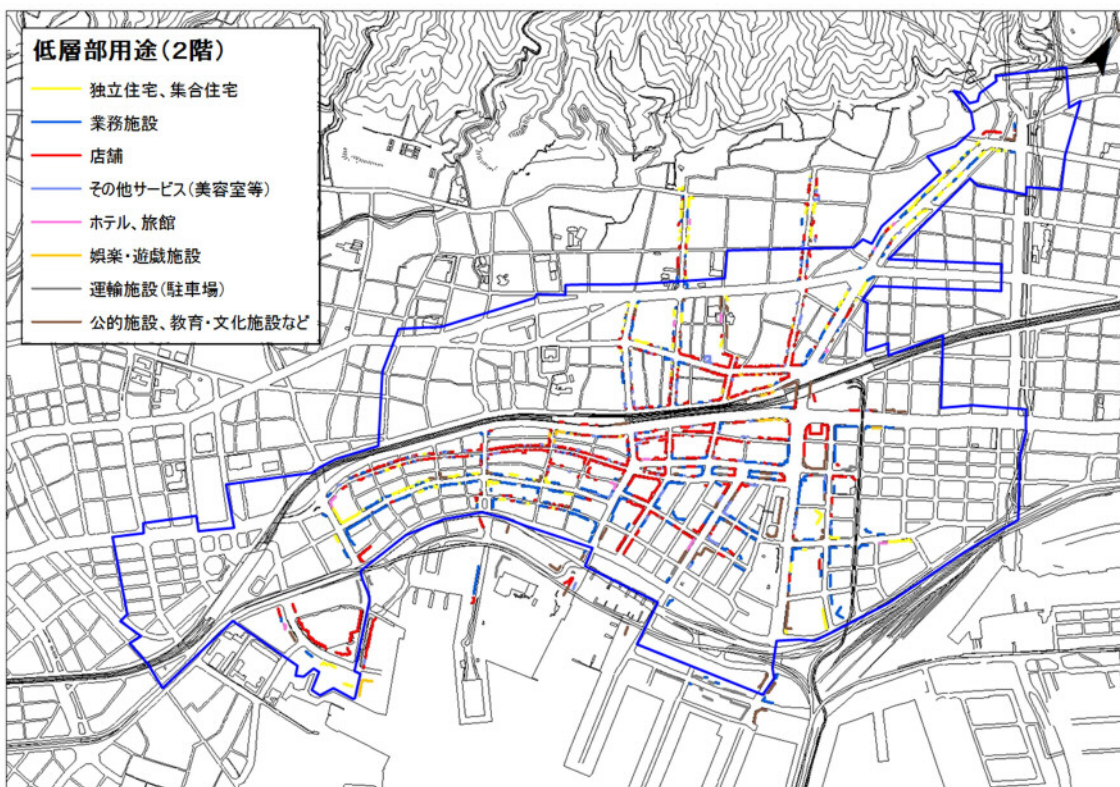 低層部用途(2階)
独立住宅、集合住宅
業務施設
店舗
その他サービス(美容室等)
ホテル、旅館
娯楽・遊戯施設
運輸施設(駐車場)
公的施設、教育・文化施設など